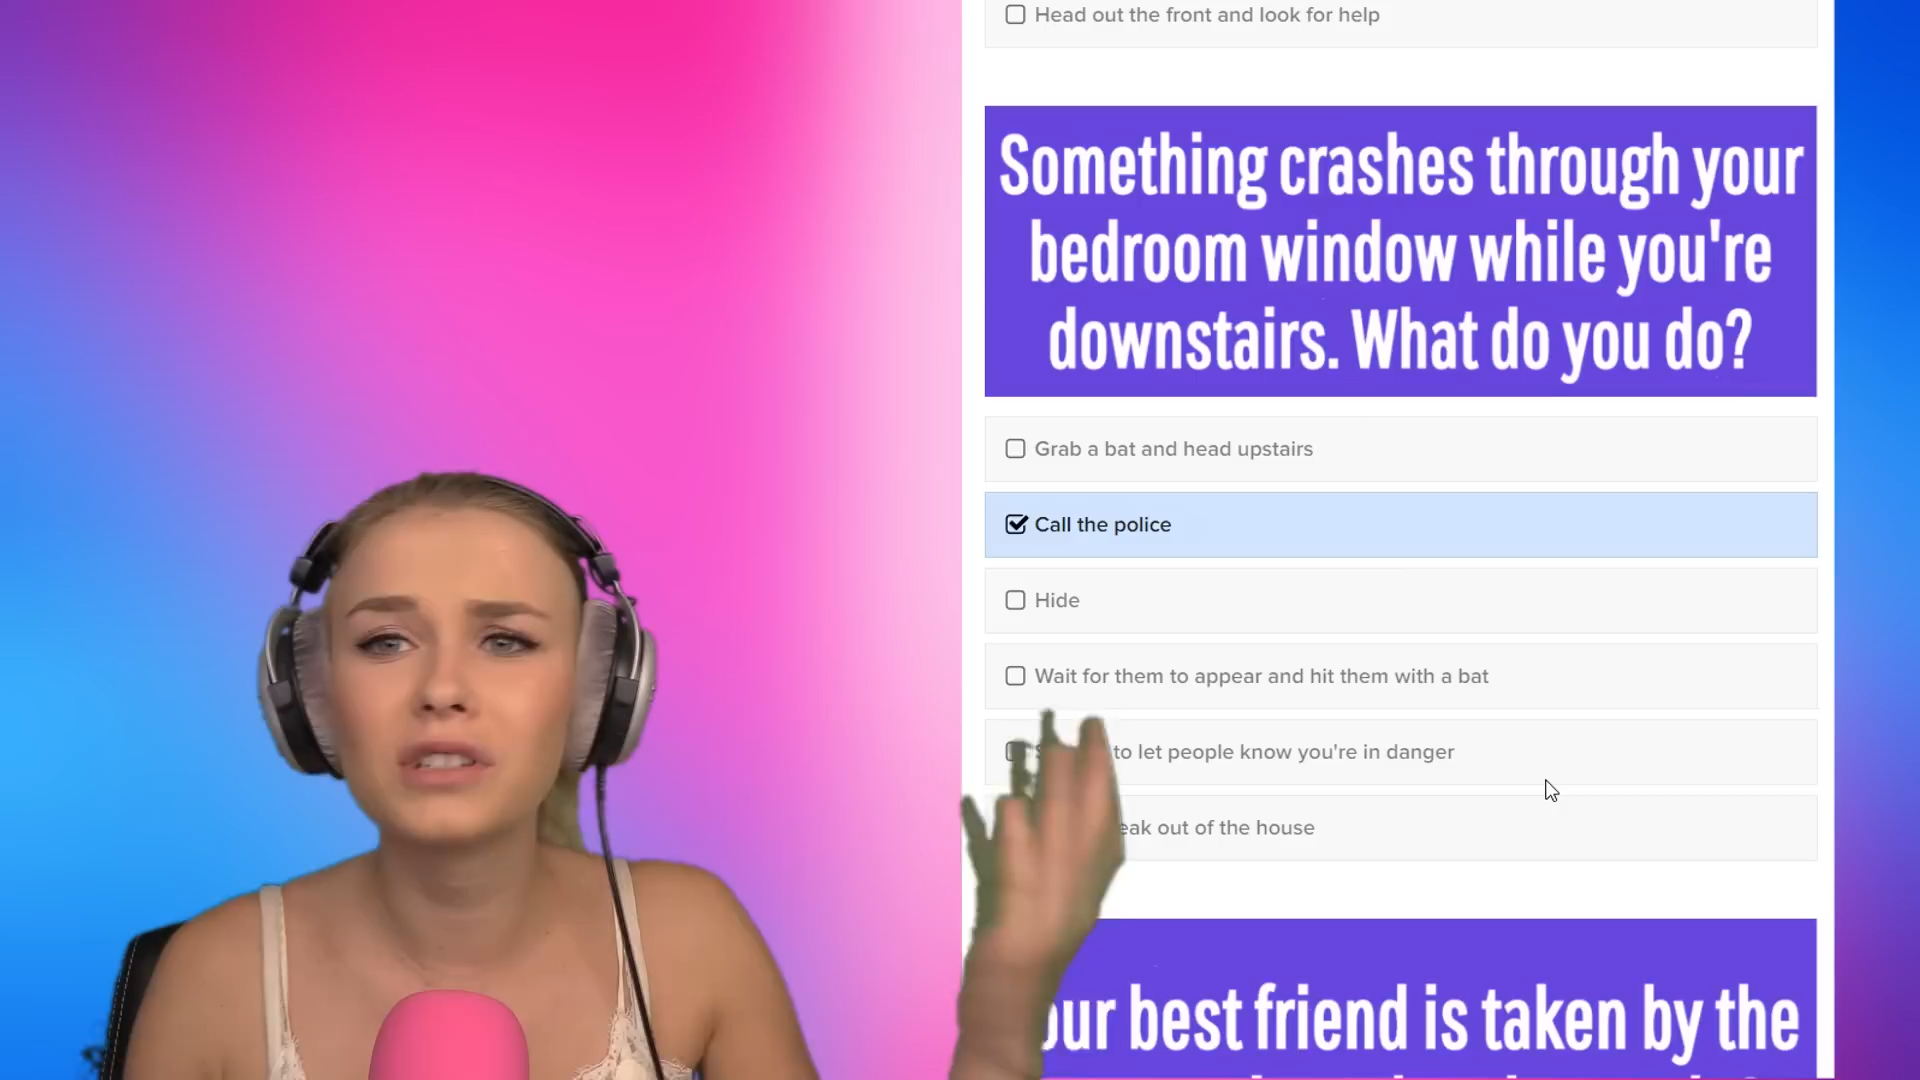 Head out the front and look for help
Something crashes through your
bedroom window while you're
downstairs. What do you do?
Grab a bat and head upstairs
Call the police
Hide
Wait for them to appear and hit them with a bat
to let people know you're in danger
out of the house
best friend is taken by the